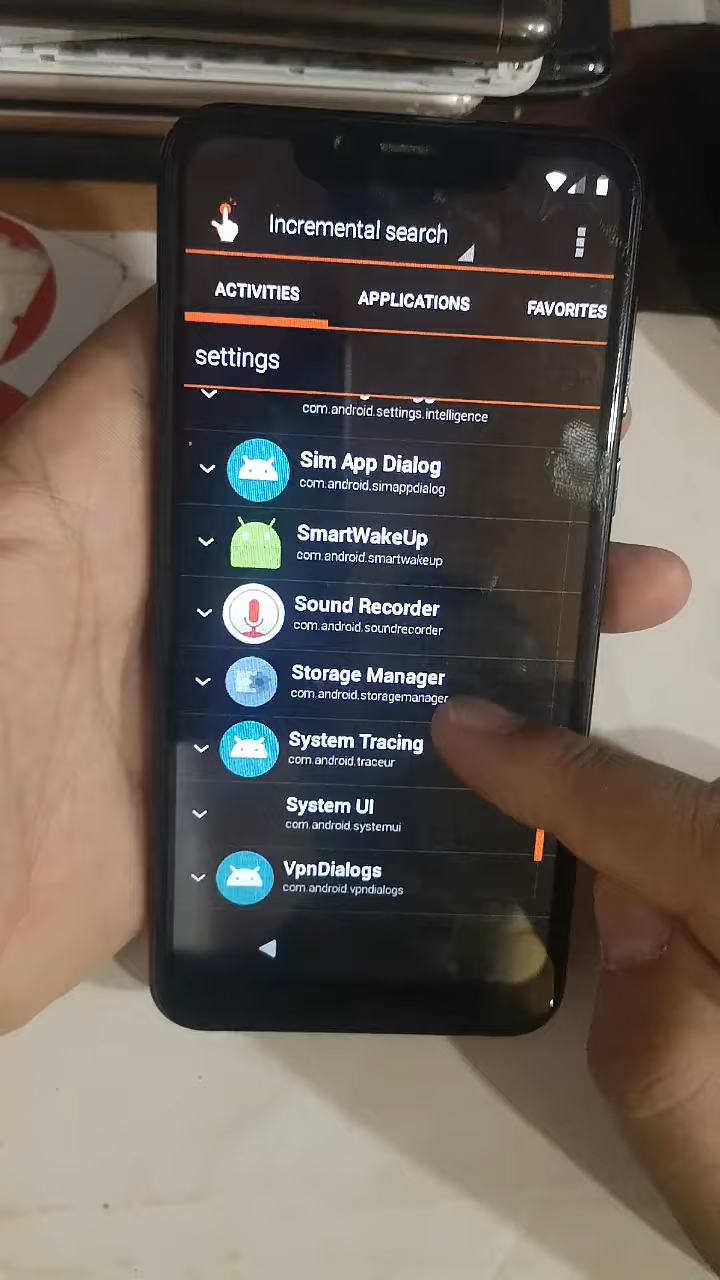 Incremental search
ACTIVITIES APPLICATIONS FAVORITES
settings
com.android.settings.intelligence
Sim App Dialog
com.android.simappdialog
SmartWakeUp
com.android.smartwakeup
Sound Recorder
com.android.soundrecorder
Storage Manager
com.android.storagemanager
System Tracing
com.android.traceur
System UI
com.android.systemui
VpnDialogs
com.android.vpndialogs